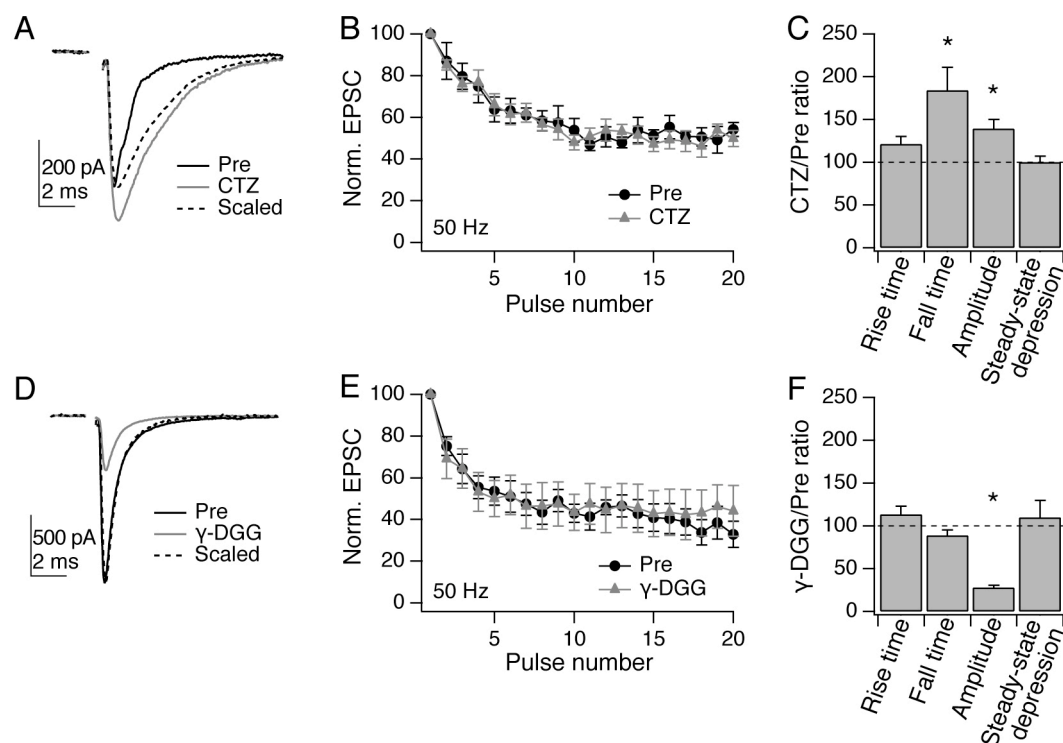 A
200 pA
2 ms
Pre
CTZ
Scaled
B
Norm. EPSC
100
80
60
40
20
0
Pre
CTZ
50 Hz
5
10
15
20
Pulse number
C
CTZ/Pre ratio
250
200
150
100
50
0
*
*
Rise time
Fall time
Amplitude
Steady-state
depression
D
500 pA
2 ms
Pre
γ-DGG
Scaled
E
Norm. EPSC
100
80
60
40
20
0
Pre
γ-DGG
50 Hz
5
10
15
20
Pulse number
F
γ-DGG/Pre ratio
250
200
150
100
50
0
*
Rise time
Fall time
Amplitude
Steady-state
depression